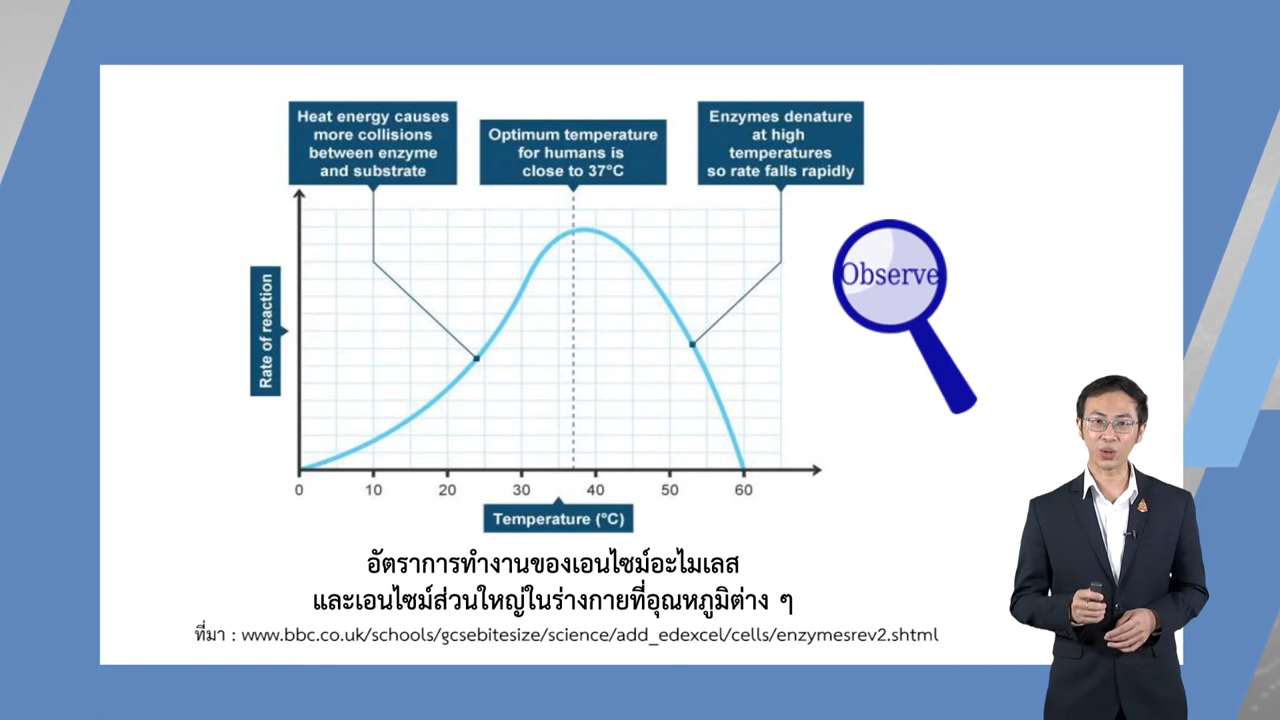 Heat energy causes
more collisions
between enzyme
and substrate
Optimum temperature
for humans is
close to 37°C
Enzymes denature
at high
temperatures
so rate falls rapidly
Observe
Rate of reaction
0 10 20 30 40 50 60
Temperature (°C)
อัตราการทำงานของเอนไซม์อะไมเลส
และเอนไซม์ส่วนใหญ่ในร่างกายที่อุณหภูมิต่าง ๆ
ที่มา : www.bbc.co.uk/schools/gcsebitesize/science/add_edexcel/cells/enzymesrev2.shtml